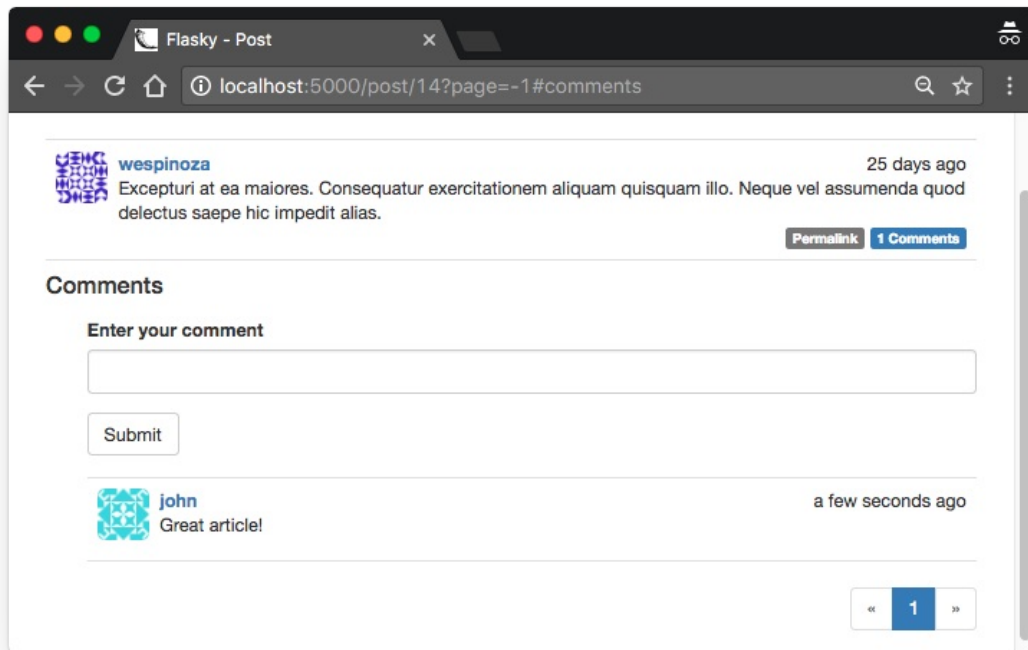 Flasky - Post
localhost:5000/post/14?page=-1#comments
wespinoza 25 days ago
Excepturi at ea maiores. Consequatur exercitationem aliquam quisquam illo. Neque vel assumenda quod
delectus saepe hic impedit alias.
Permalink 1 Comments
Comments
Enter your comment
Submit
john a few seconds ago
Great article!
« 1 »